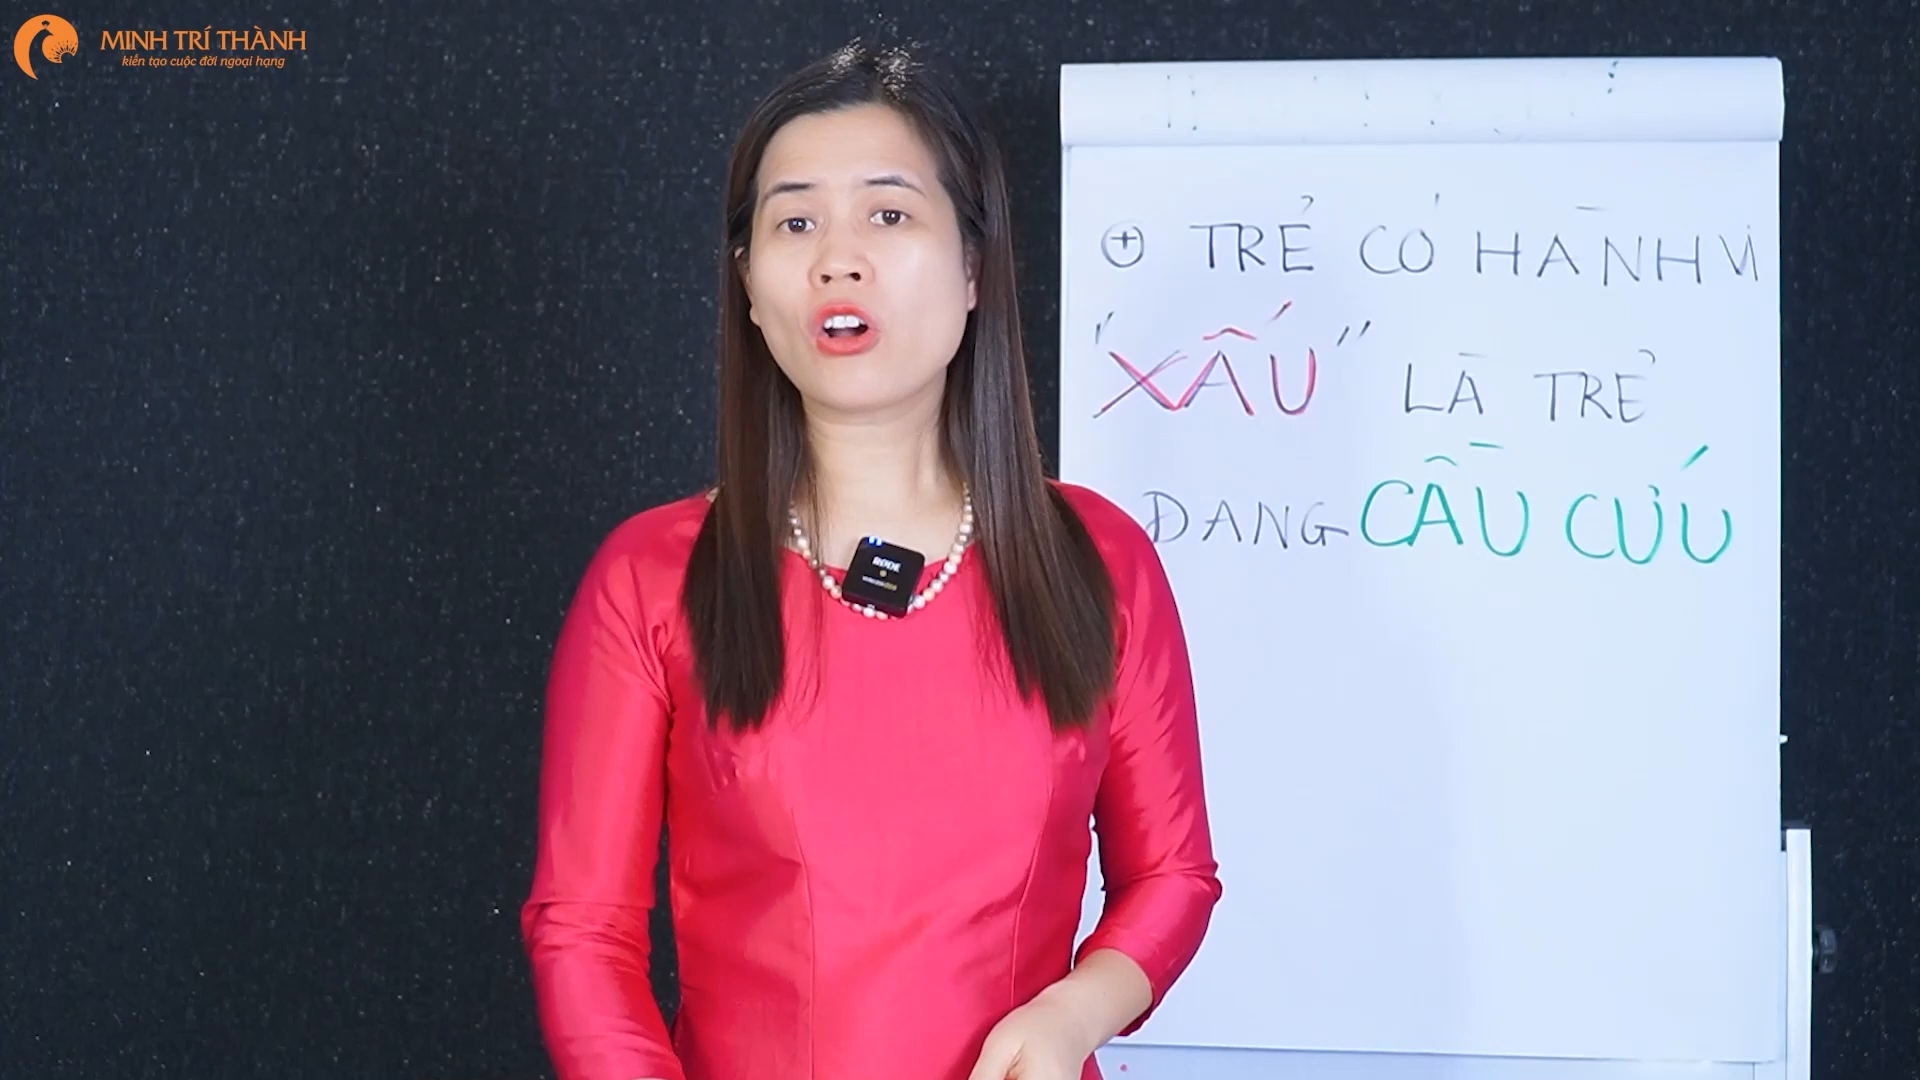 MINH TRÍ THÀNH
kiến tạo cuộc đời ngoại hạng
+ TRẺ CÓ HÀNH VI
"XẤU" LÀ TRẺ
ĐANG CẦU CỨU
RODE